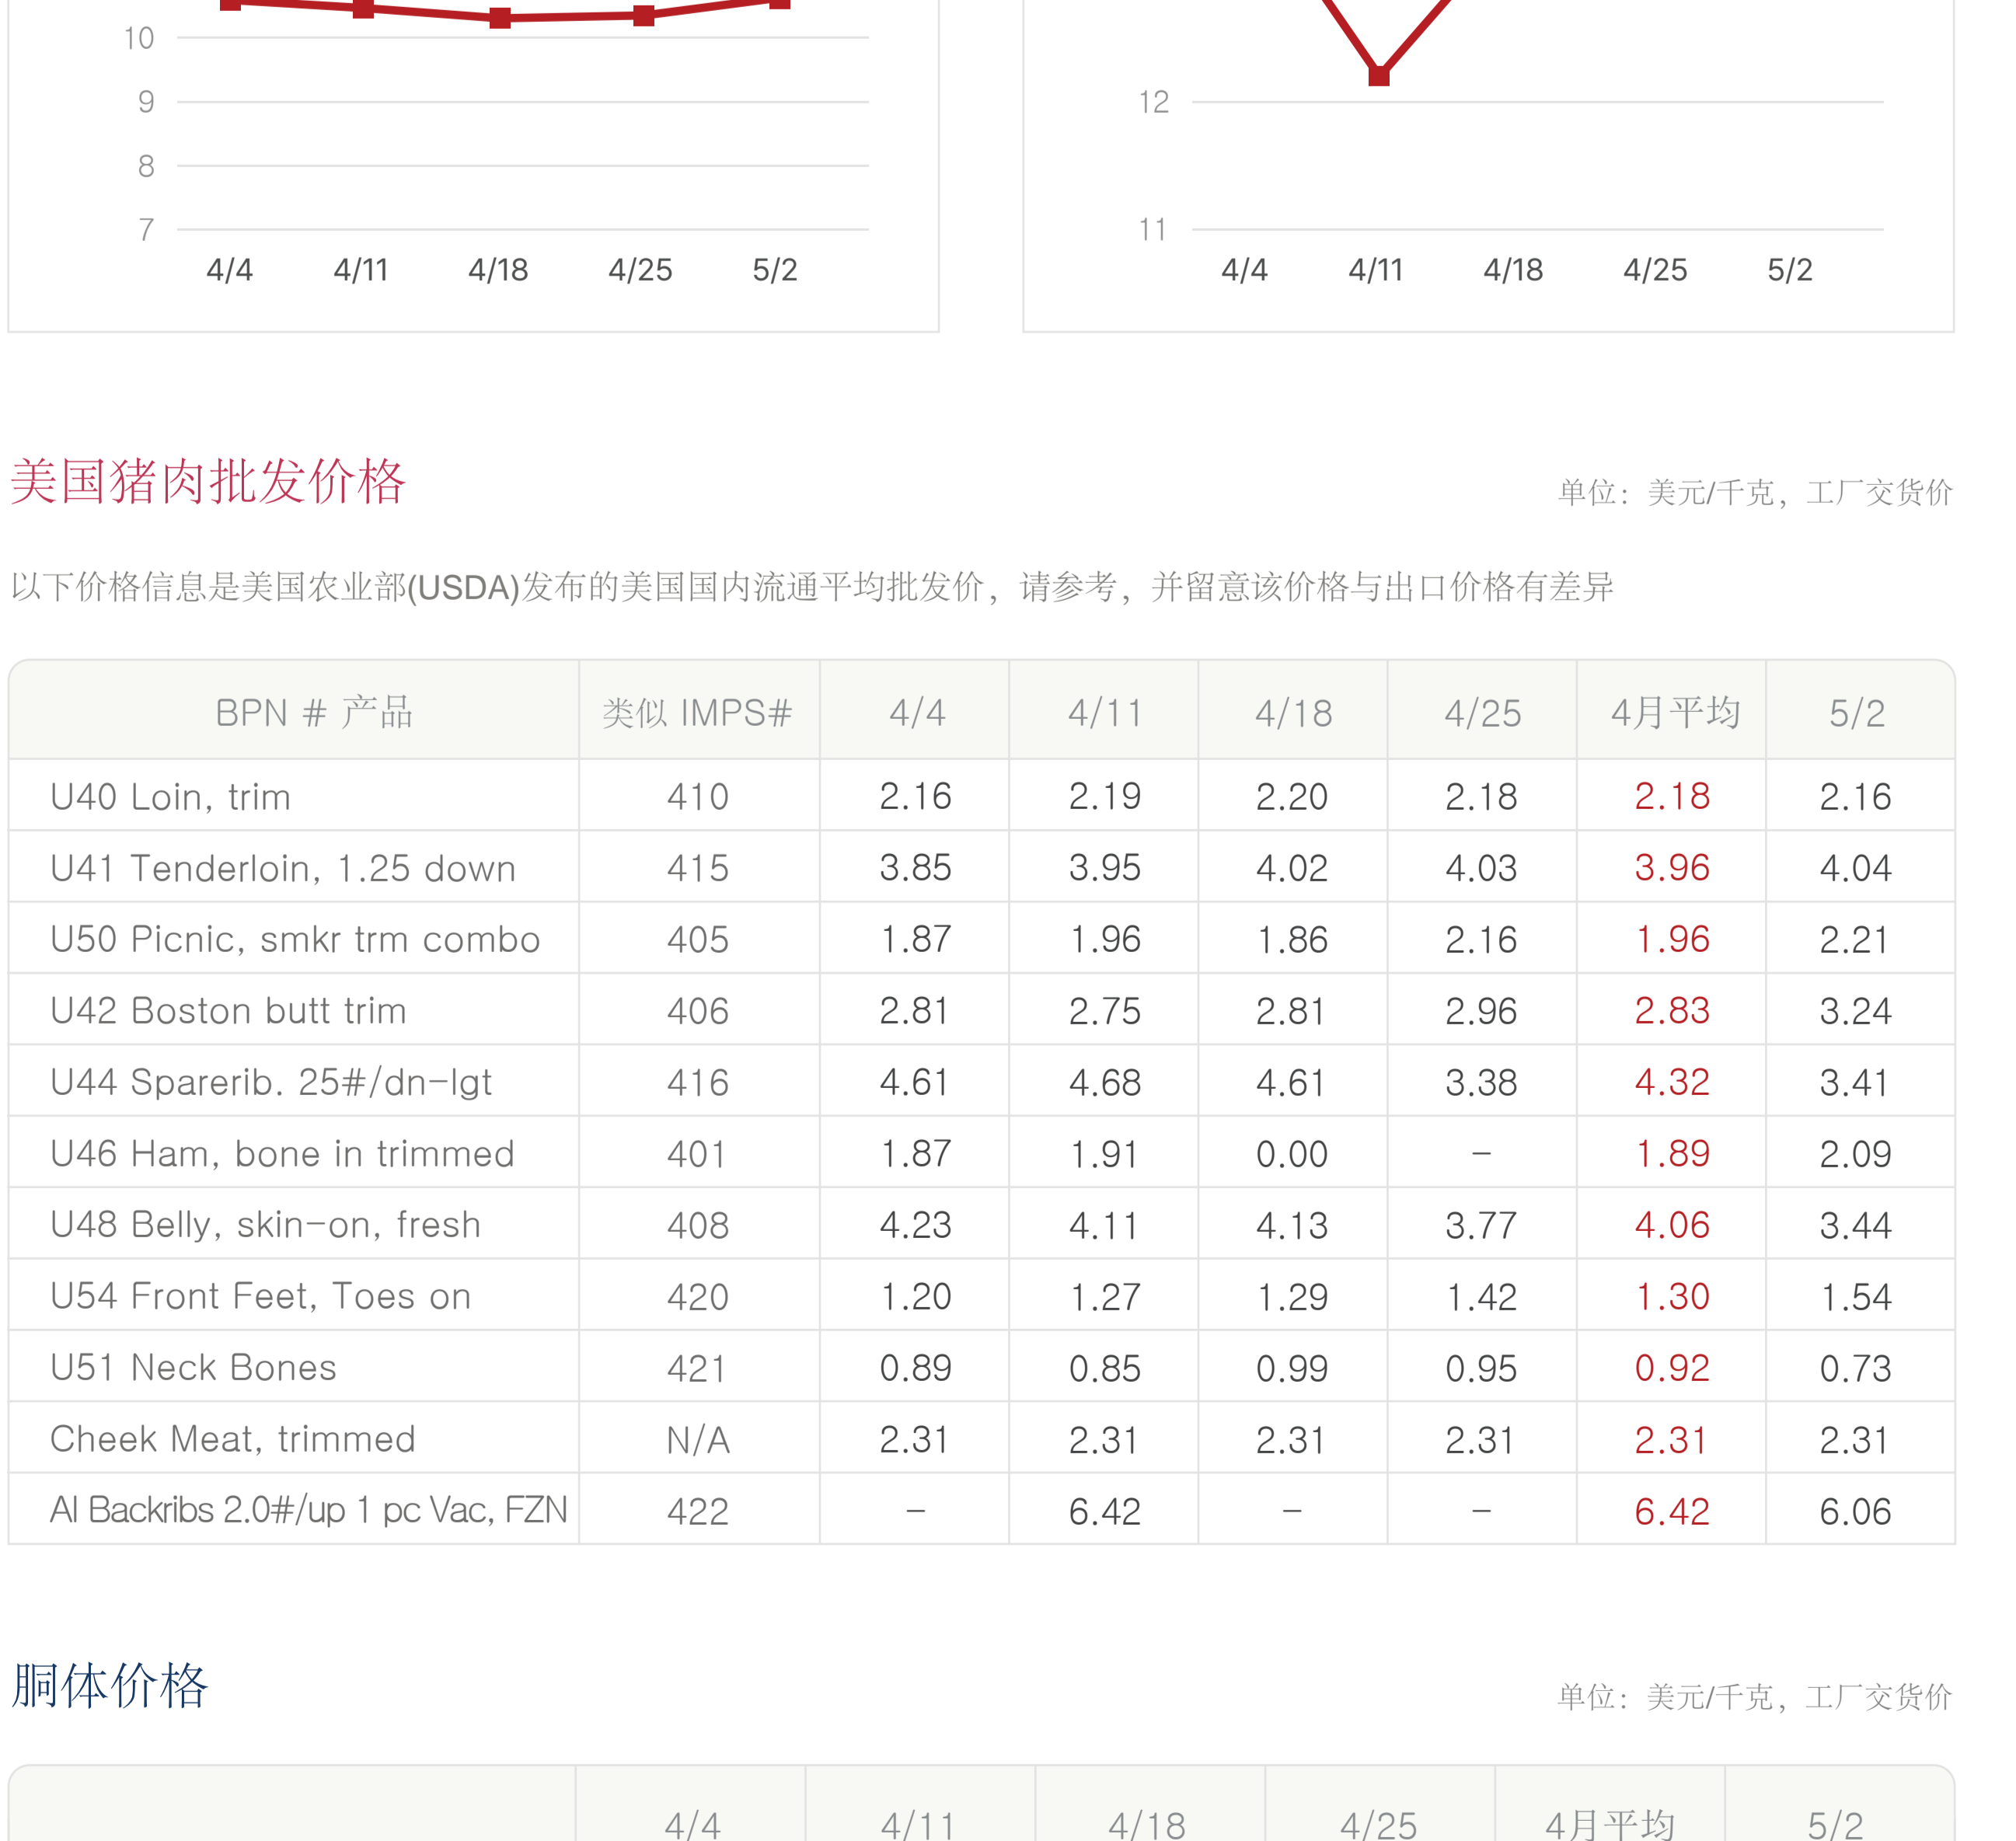 10
9
8
7
4/4 4/11 4/18 4/25 5/2
12
11
4/4 4/11 4/18 4/25 5/2
美国猪肉批发价格
单位：美元/千克，工厂交货价
以下价格信息是美国农业部(USDA)发布的美国国内流通平均批发价，请参考，并留意该价格与出口价格有差异
BPN # 产品 类似 IMPS# 4/4 4/11 4/18 4/25 4月平均 5/2
U40 Loin, trim 410 2.16 2.19 2.20 2.18 2.18 2.16
U41 Tenderloin, 1.25 down 415 3.85 3.95 4.02 4.03 3.96 4.04
U50 Picnic, smkr trm combo 405 1.87 1.96 1.86 2.16 1.96 2.21
U42 Boston butt trim 406 2.81 2.75 2.81 2.96 2.83 3.24
U44 Sparerib. 25#/dn-lgt 416 4.61 4.68 4.61 3.38 4.32 3.41
U46 Ham, bone in trimmed 401 1.87 1.91 0.00 - 1.89 2.09
U48 Belly, skin-on, fresh 408 4.23 4.11 4.13 3.77 4.06 3.44
U54 Front Feet, Toes on 420 1.20 1.27 1.29 1.42 1.30 1.54
U51 Neck Bones 421 0.89 0.85 0.99 0.95 0.92 0.73
Cheek Meat, trimmed N/A 2.31 2.31 2.31 2.31 2.31 2.31
AI Backribs 2.0#/up 1 pc Vac, FZN 422 - 6.42 - - 6.42 6.06
胴体价格
单位：美元/千克，工厂交货价
4/4 4/11 4/18 4/25 4月平均 5/2